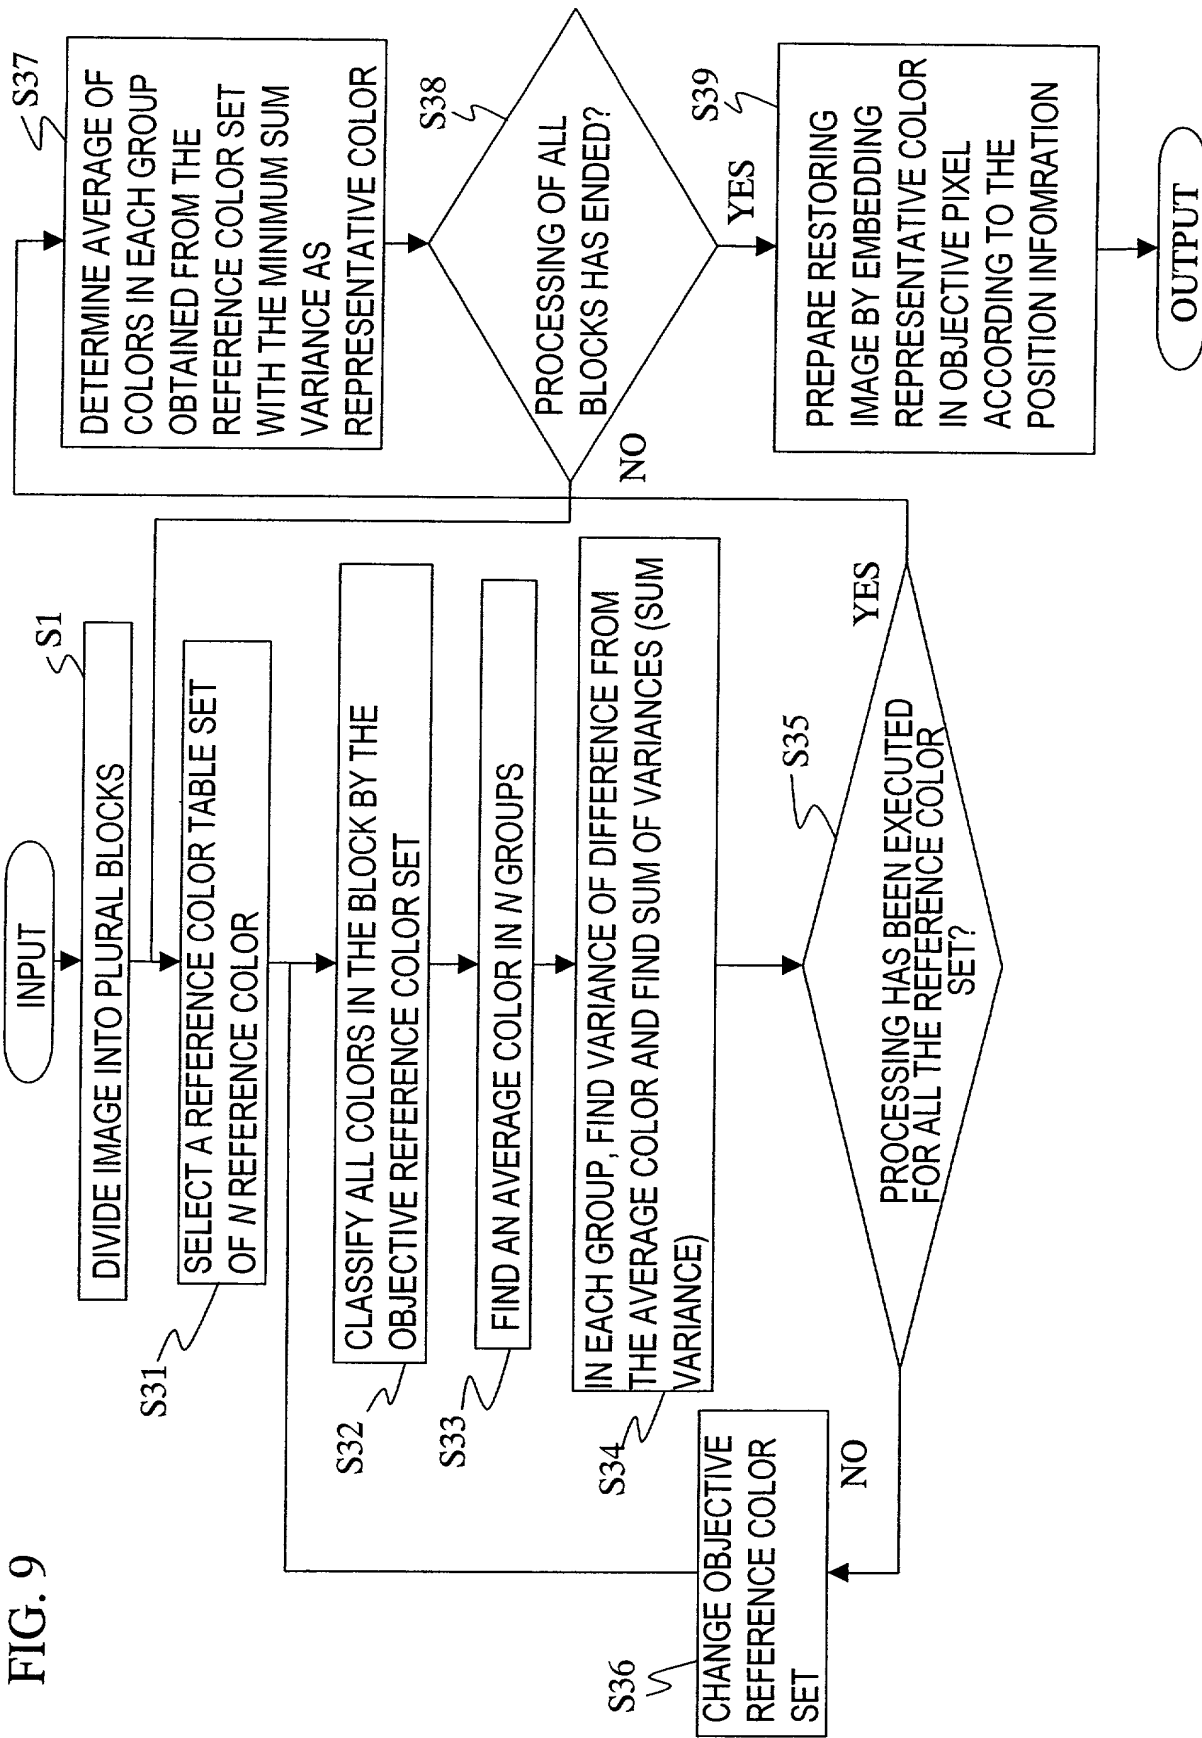 FIG. 9
INPUT
S1
DIVIDE IMAGE INTO PLURAL BLOCKS
S31
SELECT A REFERENCE COLOR TABLE SET
OF N REFERENCE COLOR
S32
CLASSIFY ALL COLORS IN THE BLOCK BY THE
OBJECTIVE REFERENCE COLOR SET
S33
FIND AN AVERAGE COLOR IN N GROUPS
S34
IN EACH GROUP, FIND VARIANCE OF DIFFERENCE FROM
THE AVERAGE COLOR AND FIND SUM OF VARIANCES (SUM
VARIANCE)
S35
PROCESSING HAS BEEN EXECUTED
FOR ALL THE REFERENCE COLOR
SET?
YES
NO
S36
CHANGE OBJECTIVE
REFERENCE COLOR
SET
S37
DETERMINE AVERAGE OF
COLORS IN EACH GROUP
OBTAINED FROM THE
REFERENCE COLOR SET
WITH THE MINIMUM SUM
VARIANCE AS
REPRESENTATIVE COLOR
S38
PROCESSING OF ALL
BLOCKS HAS ENDED?
NO
YES
S39
PREPARE RESTORING
IMAGE BY EMBEDDING
REPRESENTATIVE COLOR
IN OBJECTIVE PIXEL
ACCORDING TO THE
POSITION INFOMRATION
OUTPUT